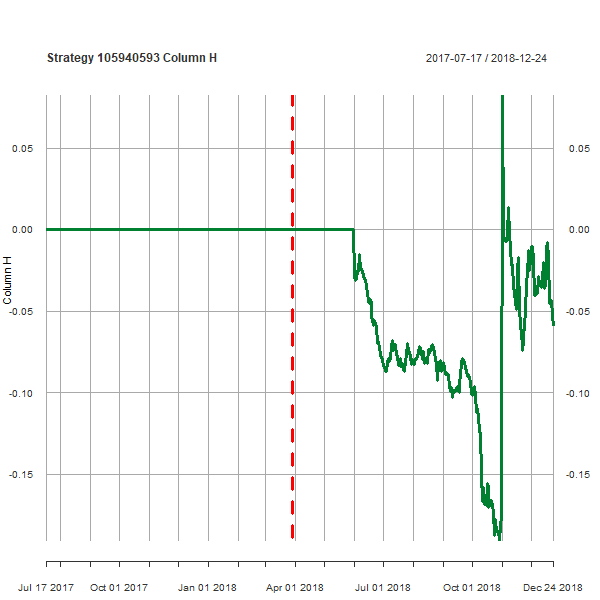 Strategy 105940593 Column H
2017-07-17 / 2018-12-24
0.05 0.05
0.00 0.00
Column H
-0.05 -0.05
-0.10 -0.10
-0.15 -0.15
Jul 17 2017 Oct 01 2017 Jan 01 2018 Apr 01 2018 Jul 01 2018 Oct 01 2018 Dec 24 2018